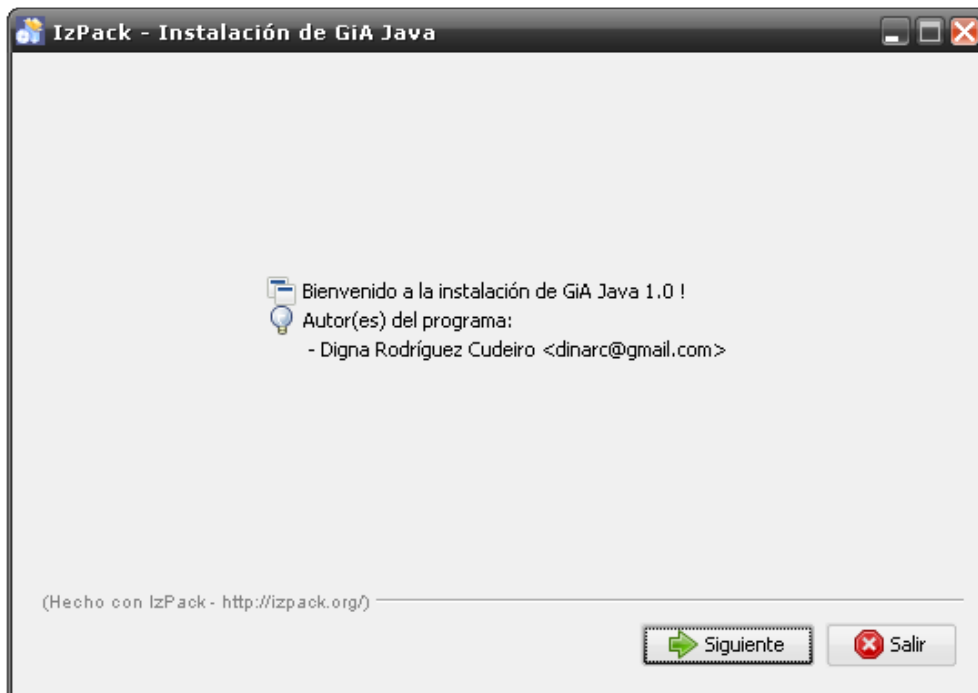 IzPack - Instalación de GiA Java
Bienvenido a la instalación de GiA Java 1.0 !
Autor(es) del programa:
- Digna Rodríguez Cudeiro <dinarc@gmail.com>
(Hecho con IzPack - http://izpack.org/)
Siguiente
Salir